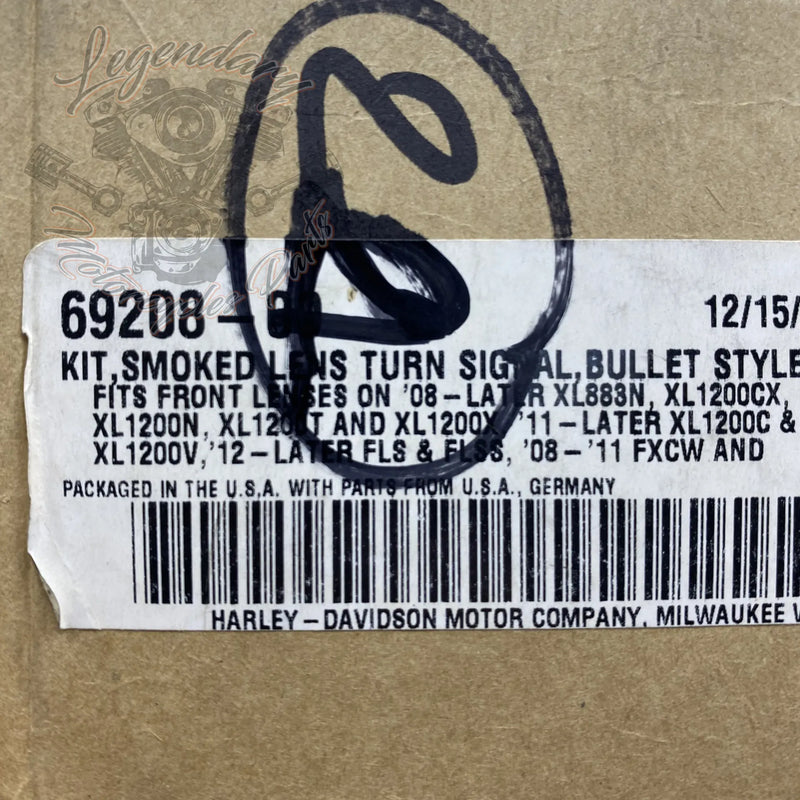 Legendary
Motorcycles Parts
69208-00 12/15/
KIT, SMOKED LENS TURN SIGNAL, BULLET STYLE
FITS FRONT LENSES ON '08-LATER XL883N, XL1200CX,
XL1200N, XL1200T AND XL1200X, '11-LATER XL1200C &
XL1200V, '12-LATER FLS & FLSS, '08-'11 FXCW AND
PACKAGED IN THE U.S.A. WITH PARTS FROM U.S.A., GERMANY
HARLEY-DAVIDSON MOTOR COMPANY, MILWAUKEE